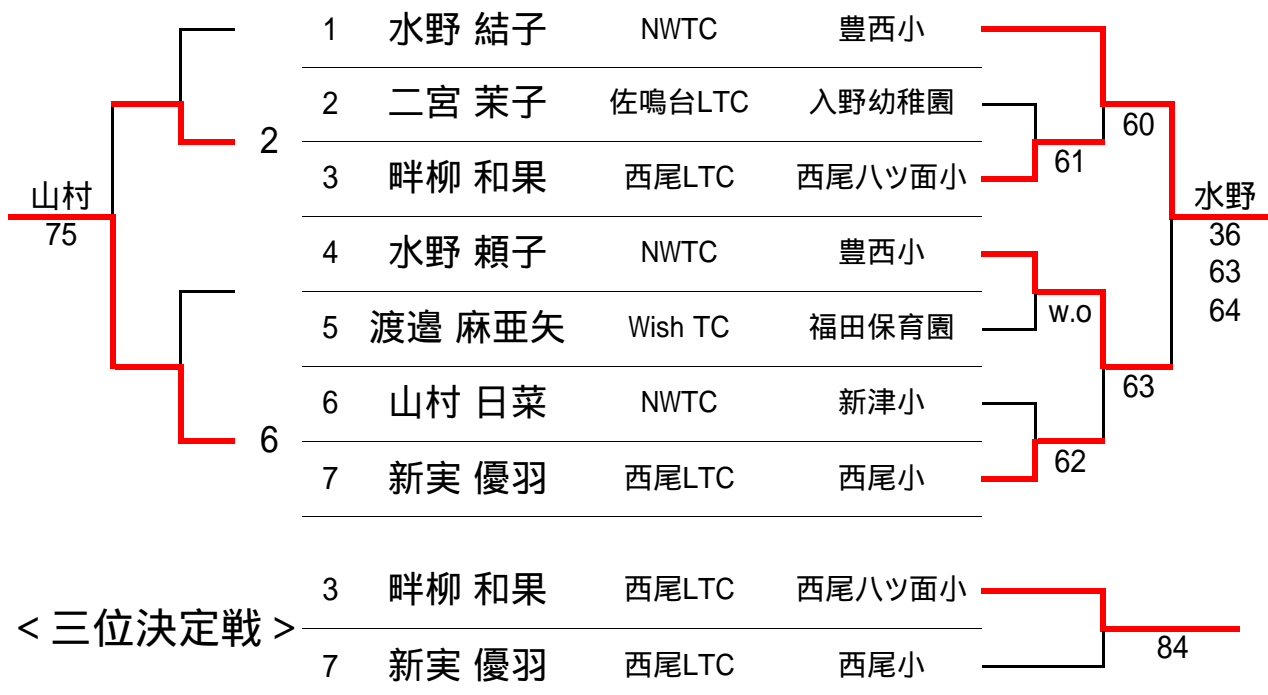 1 水野 結子 NWTC 豊西小
2 二宮 茉子 佐鳴台LTC 入野幼稚園
60
2
61
3 畔柳 和果 西尾LTC 西尾八ツ面小
山村
水野
75
36
4 水野 頼子 NWTC 豊西小
63
w.o
64
5 渡邉 麻亜矢 Wish TC 福田保育園
63
6 山村 日菜 NWTC 新津小
6
62
7 新実 優羽 西尾LTC 西尾小
3 畔柳 和果 西尾LTC 西尾八ツ面小
＜三位決定戦＞
84
7 新実 優羽 西尾LTC 西尾小